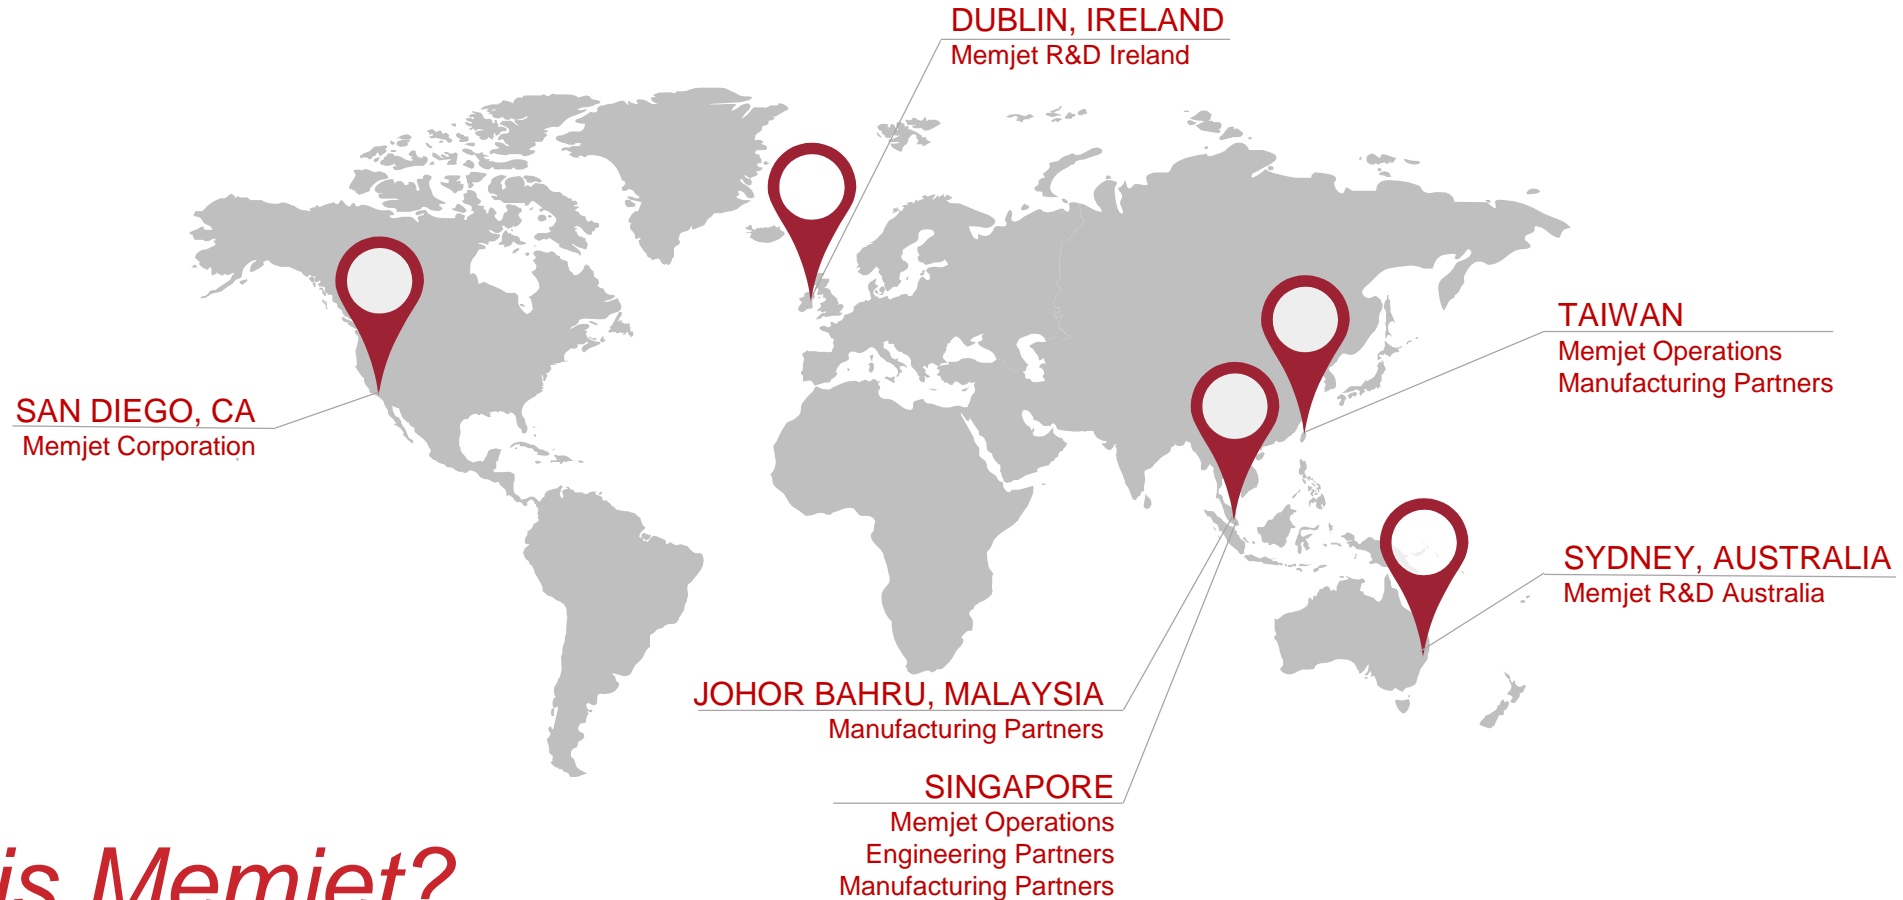 DUBLIN, IRELAND
Memjet R&D Ireland
TAIWAN
Memjet Operations
Manufacturing Partners
SAN DIEGO, CA
Memjet Corporation
SYDNEY, AUSTRALIA
Memjet R&D Australia
JOHOR BAHRU, MALAYSIA
Manufacturing Partners
SINGAPORE
Memjet Operations
Engineering Partners
Manufacturing Partners
is Memjet?